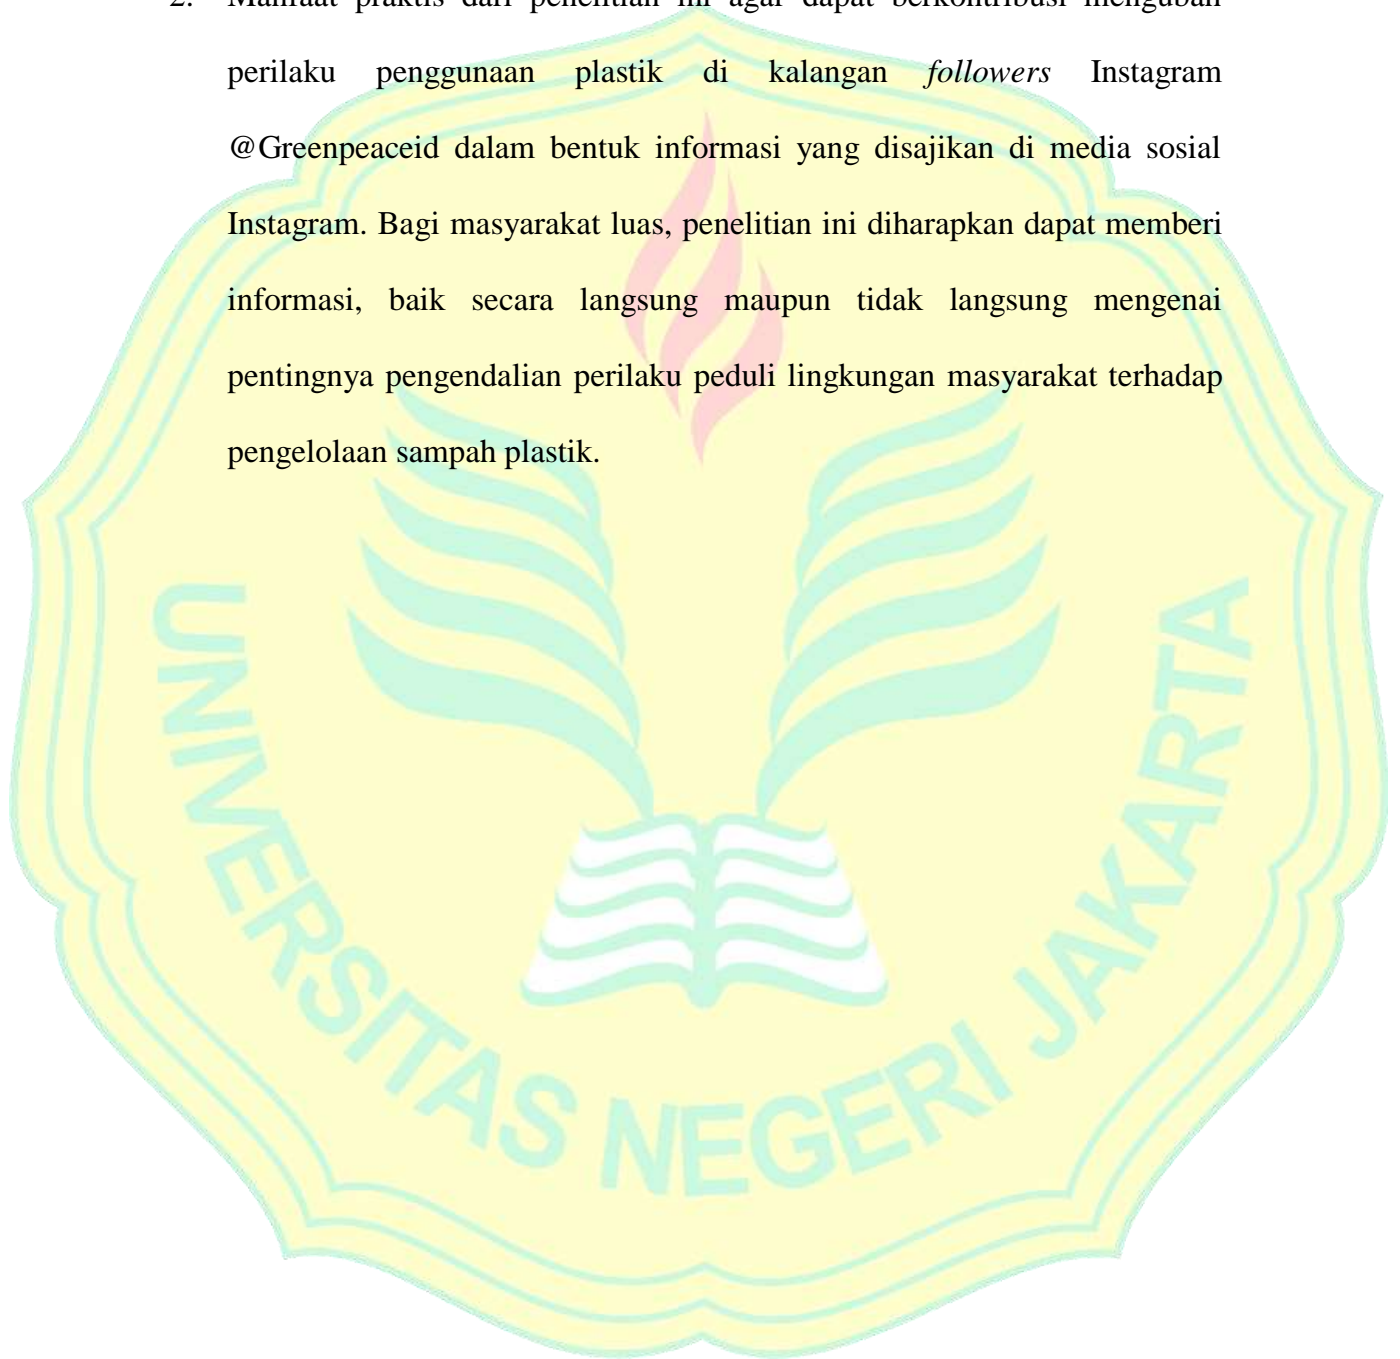 2. Manfaat praktis dari penelitian ini agar dapat berkontribusi mengubah
perilaku penggunaan plastik di kalangan followers Instagram
@Greenpeaceid dalam bentuk informasi yang disajikan di media sosial
Instagram. Bagi masyarakat luas, penelitian ini diharapkan dapat memberi
informasi, baik secara langsung maupun tidak langsung mengenai
pentingnya pengendalian perilaku peduli lingkungan masyarakat terhadap
pengelolaan sampah plastik.
UNIVERSITAS NEGERI JAKARTA